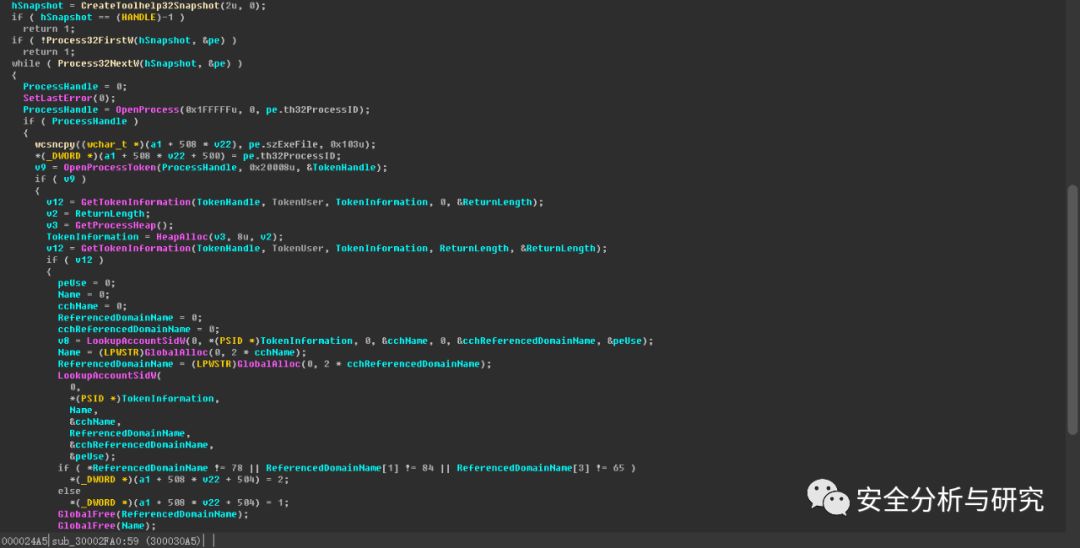 hSnapshot = CreateToolhelp32Snapshot(2u, 0);
if ( hSnapshot == (HANDLE)-1 )
return 1;
if ( !Process32FirstW(hSnapshot, &pe) )
return 1;
while ( Process32NextW(hSnapshot, &pe) )
{
ProcessHandle = 0;
SetLastError(0);
ProcessHandle = OpenProcess(0x1FFFFFu, 0, pe.th32ProcessID);
if ( ProcessHandle )
{
wcsncpy((wchar_t *)(a1 + 508 * v22), pe.szExeFile, 0x103u);
*(_DWORD *)(a1 + 508 * v22 + 500) = pe.th32ProcessID;
v9 = OpenProcessToken(ProcessHandle, 0x20008u, &TokenHandle);
if ( v9 )
{
v12 = GetTokenInformation(TokenHandle, TokenUser, TokenInformation, 0, &ReturnLength);
v2 = ReturnLength;
v3 = GetProcessHeap();
TokenInformation = HeapAlloc(v3, 8u, v2);
v12 = GetTokenInformation(TokenHandle, TokenUser, TokenInformation, ReturnLength, &ReturnLength);
if ( v12 )
{
peUse = 0;
Name = 0;
cchName = 0;
ReferencedDomainName = 0;
cchReferencedDomainName = 0;
v8 = LookupAccountSidW(0, *(PSID *)TokenInformation, 0, &cchName, 0, &cchReferencedDomainName, &peUse);
Name = (LPWSTR)GlobalAlloc(0, 2 * cchName);
ReferencedDomainName = (LPWSTR)GlobalAlloc(0, 2 * cchReferencedDomainName);
LookupAccountSidW(
0,
*(PSID *)TokenInformation,
Name,
&cchName,
ReferencedDomainName,
&cchReferencedDomainName,
&peUse);
if ( *ReferencedDomainName != 78 || ReferencedDomainName[1] != 84 || ReferencedDomainName[3] != 65 )
*(_DWORD *)(a1 + 508 * v22 + 504) = 2;
else
*(_DWORD *)(a1 + 508 * v22 + 504) = 1;
GlobalFree(ReferencedDomainName);
GlobalFree(Name);
安全分析与研究
000024A5 sub_30002FA0:59 (300030A5)